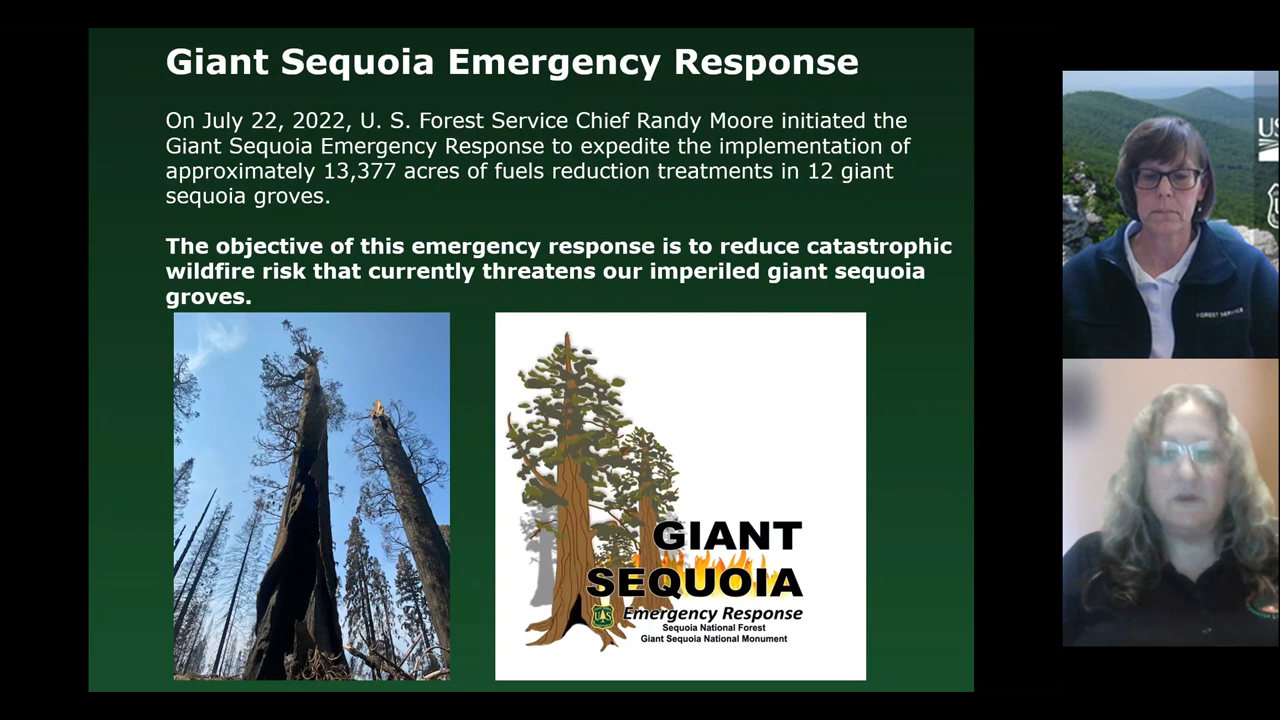 Giant Sequoia Emergency Response
On July 22, 2022, U. S. Forest Service Chief Randy Moore initiated the
Giant Sequoia Emergency Response to expedite the implementation of
approximately 13,377 acres of fuels reduction treatments in 12 giant
sequoia groves.
The objective of this emergency response is to reduce catastrophic
wildfire risk that currently threatens our imperiled giant sequoia
groves.
GIANT
SEQUOIA
Emergency Response
Sequoia National Forest
Giant Sequoia National Monument
U S
US
FOREST SERVICE